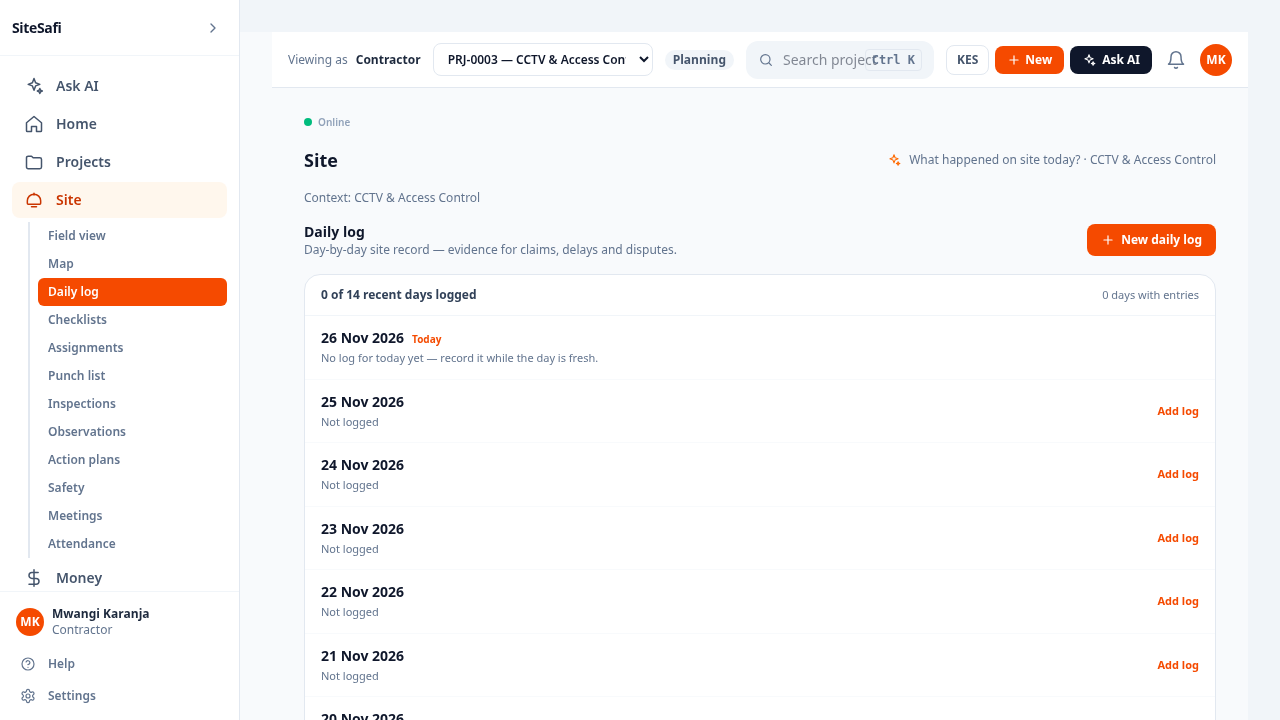 SiteSafi
Ask AI
Home
Projects
Site
Field view
Map
Daily log
Checklists
Assignments
Punch list
Inspections
Observations
Action plans
Safety
Meetings
Attendance
Money
MK
Mwangi Karanja
Contractor
Help
Settings
Viewing as Contractor
PRJ-0003 — CCTV & Access Con
Planning
Search project
Ctrl K
KES
New
Ask AI
MK
Online
Site
What happened on site today? · CCTV & Access Control
Context: CCTV & Access Control
Daily log
Day-by-day site record — evidence for claims, delays and disputes.
New daily log
0 of 14 recent days logged
0 days with entries
26 Nov 2026 Today
No log for today yet — record it while the day is fresh.
25 Nov 2026
Not logged
Add log
24 Nov 2026
Not logged
Add log
23 Nov 2026
Not logged
Add log
22 Nov 2026
Not logged
Add log
21 Nov 2026
Not logged
Add log
20 Nov 2026